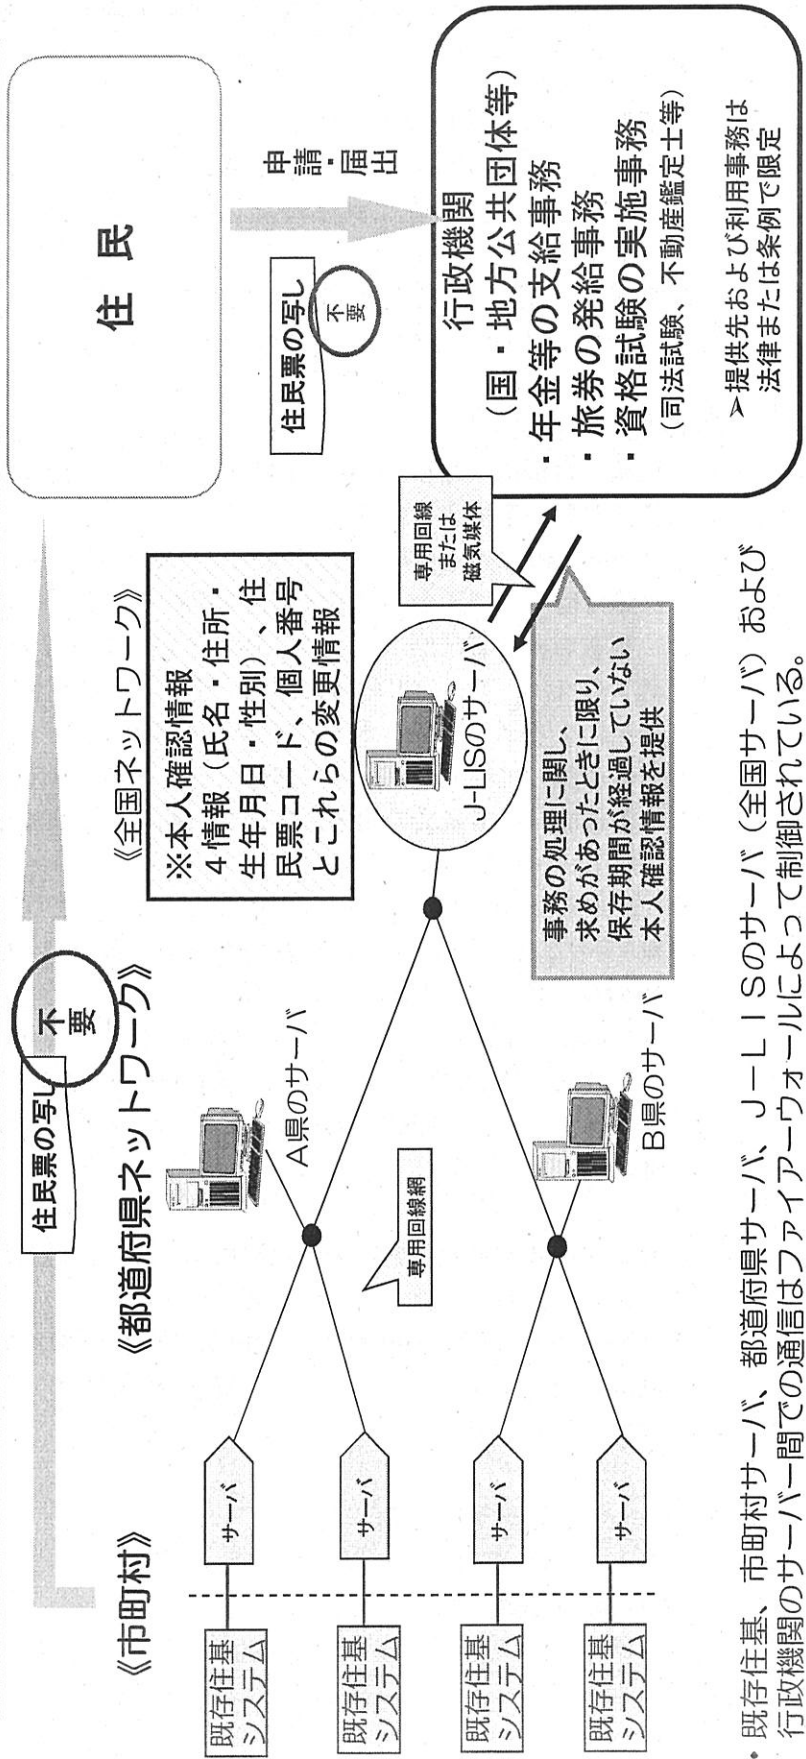 《市町村》
《都道府県ネットワーク》
《全国ネットワーク》
住民票の写し
不
要
住　民
既存住基
システム
サーバ
既存住基
システム
サーバ
既存住基
システム
サーバ
既存住基
システム
サーバ
A県のサーバ
専用回線網
B県のサーバ
※本人確認情報
４情報（氏名・住所・
生年月日・性別）、住
民票コード、個人番号
とこれらの変更情報
J-LISのサーバ
専用回線
または
磁気媒体
事務の処理に関し、
求めがあったときに限り、
保存期間が経過していない
本人確認情報を提供
住民票の写し
不
要
申請・届出
行政機関
（国・地方公共団体等）
・年金等の支給事務
・旅券の発給事務
・資格試験の実施事務
（司法試験、不動産鑑定士等）
➢提供先および利用事務は
法律または条例で限定
・既存住基、市町村サーバ、都道府県サーバ、Ｊ－ＬＩＳのサーバ（全国サーバ）および
行政機関のサーバー間での通信はファイアーウォールによって制御されている。